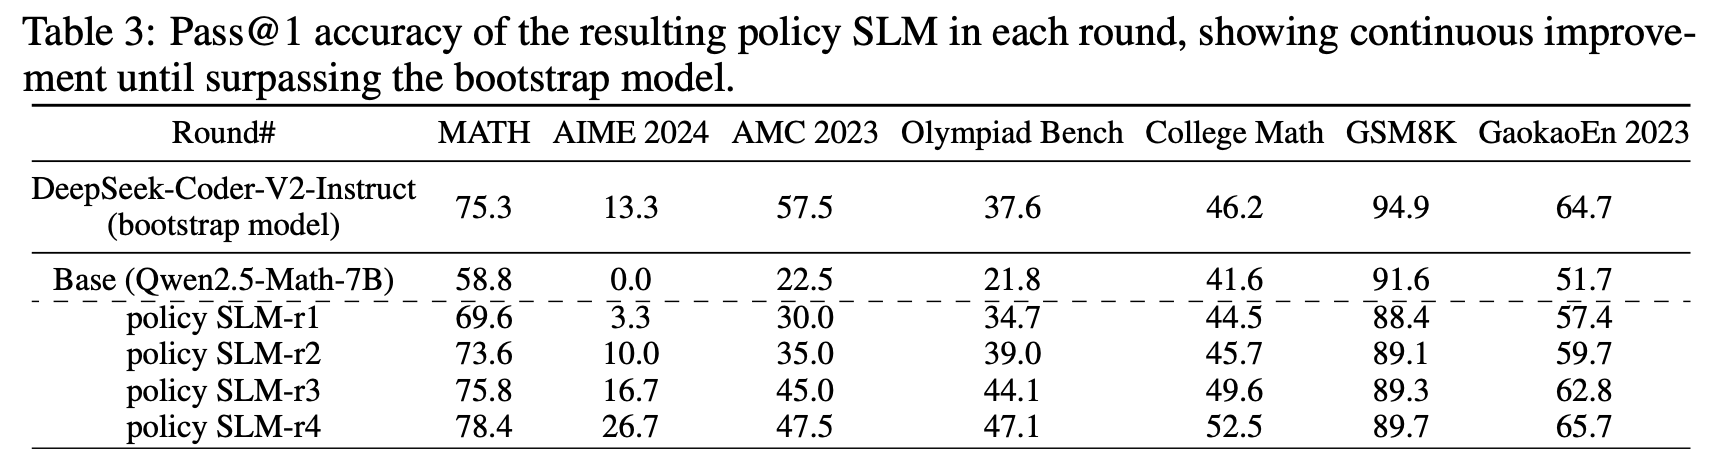 Table 3: Pass@1 accuracy of the resulting policy SLM in each round, showing continuous improve-
ment until surpassing the bootstrap model.
Round# MATH AIME 2024 AMC 2023 Olympiad Bench College Math GSM8K GaokaoEn 2023
DeepSeek-Coder-V2-Instruct
(bootstrap model) 75.3 13.3 57.5 37.6 46.2 94.9 64.7
Base (Qwen2.5-Math-7B) 58.8 0.0 22.5 21.8 41.6 91.6 51.7
policy SLM-r1 69.6 3.3 30.0 34.7 44.5 88.4 57.4
policy SLM-r2 73.6 10.0 35.0 39.0 45.7 89.1 59.7
policy SLM-r3 75.8 16.7 45.0 44.1 49.6 89.3 62.8
policy SLM-r4 78.4 26.7 47.5 47.1 52.5 89.7 65.7